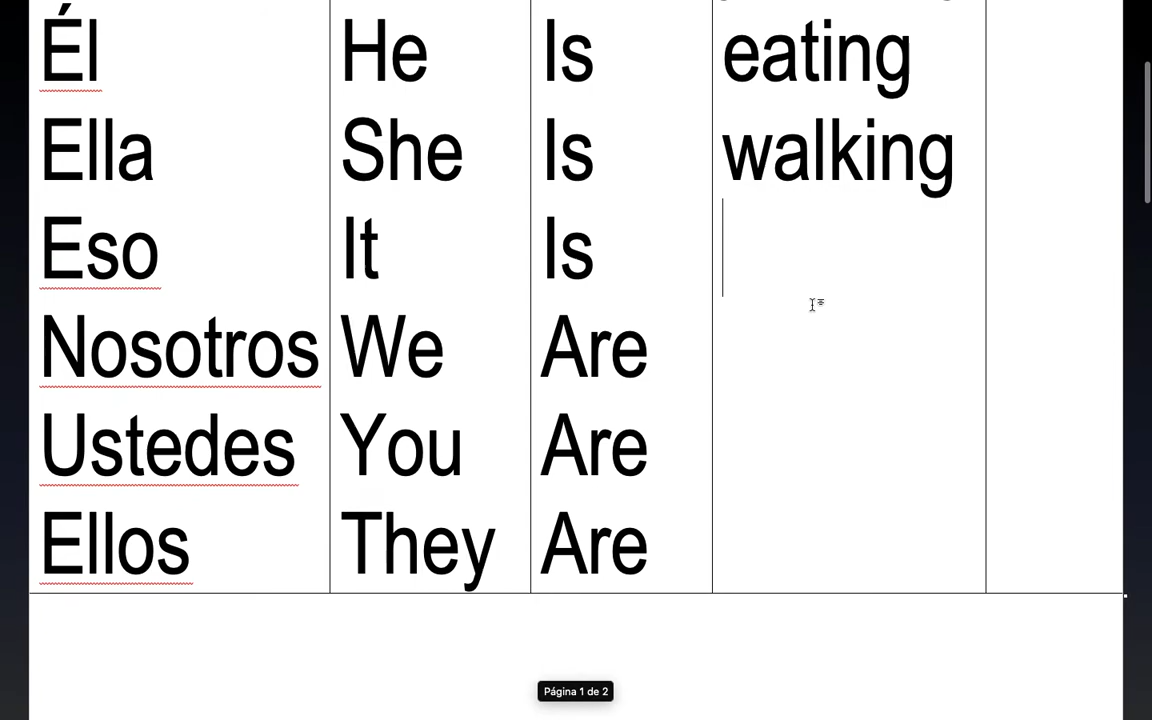 Él He Is eating
Ella She Is walking
Eso It Is
Nosotros We Are
Ustedes You Are
Ellos They Are
Página 1 de 2